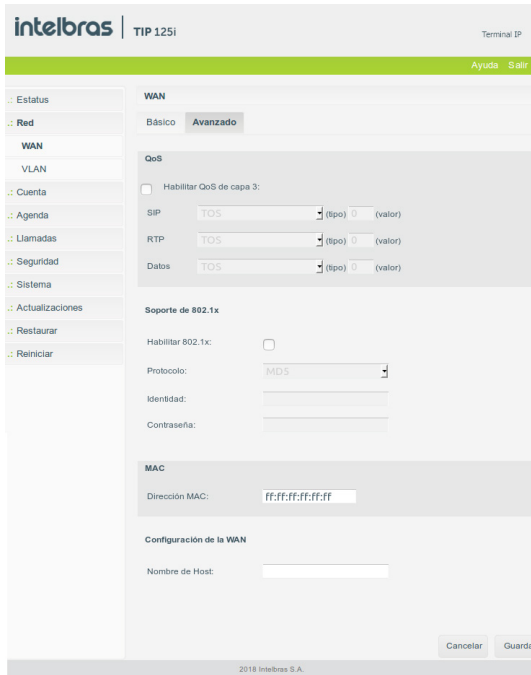 intelbras TIP 125i
Terminal IP
Ayuda Salir
.: Estatus
.: Red
WAN
VLAN
.: Cuenta
.: Agenda
.: Llamadas
.: Seguridad
.: Sistema
.: Actualizaciones
.: Restaurar
.: Reiniciar
WAN
Básico Avanzado
QoS
Habilitar QoS de capa 3:
SIP TOS (tipo) 0 (valor)
RTP TOS (tipo) 0 (valor)
Datos TOS (tipo) 0 (valor)
Soporte de 802.1x
Habilitar 802.1x:
Protocolo: MD5
Identidad:
Contraseña:
MAC
Dirección MAC: ff:ff:ff:ff:ff:ff
Configuración de la WAN
Nombre de Host:
Cancelar Guarda
2018 Intelbras S.A.